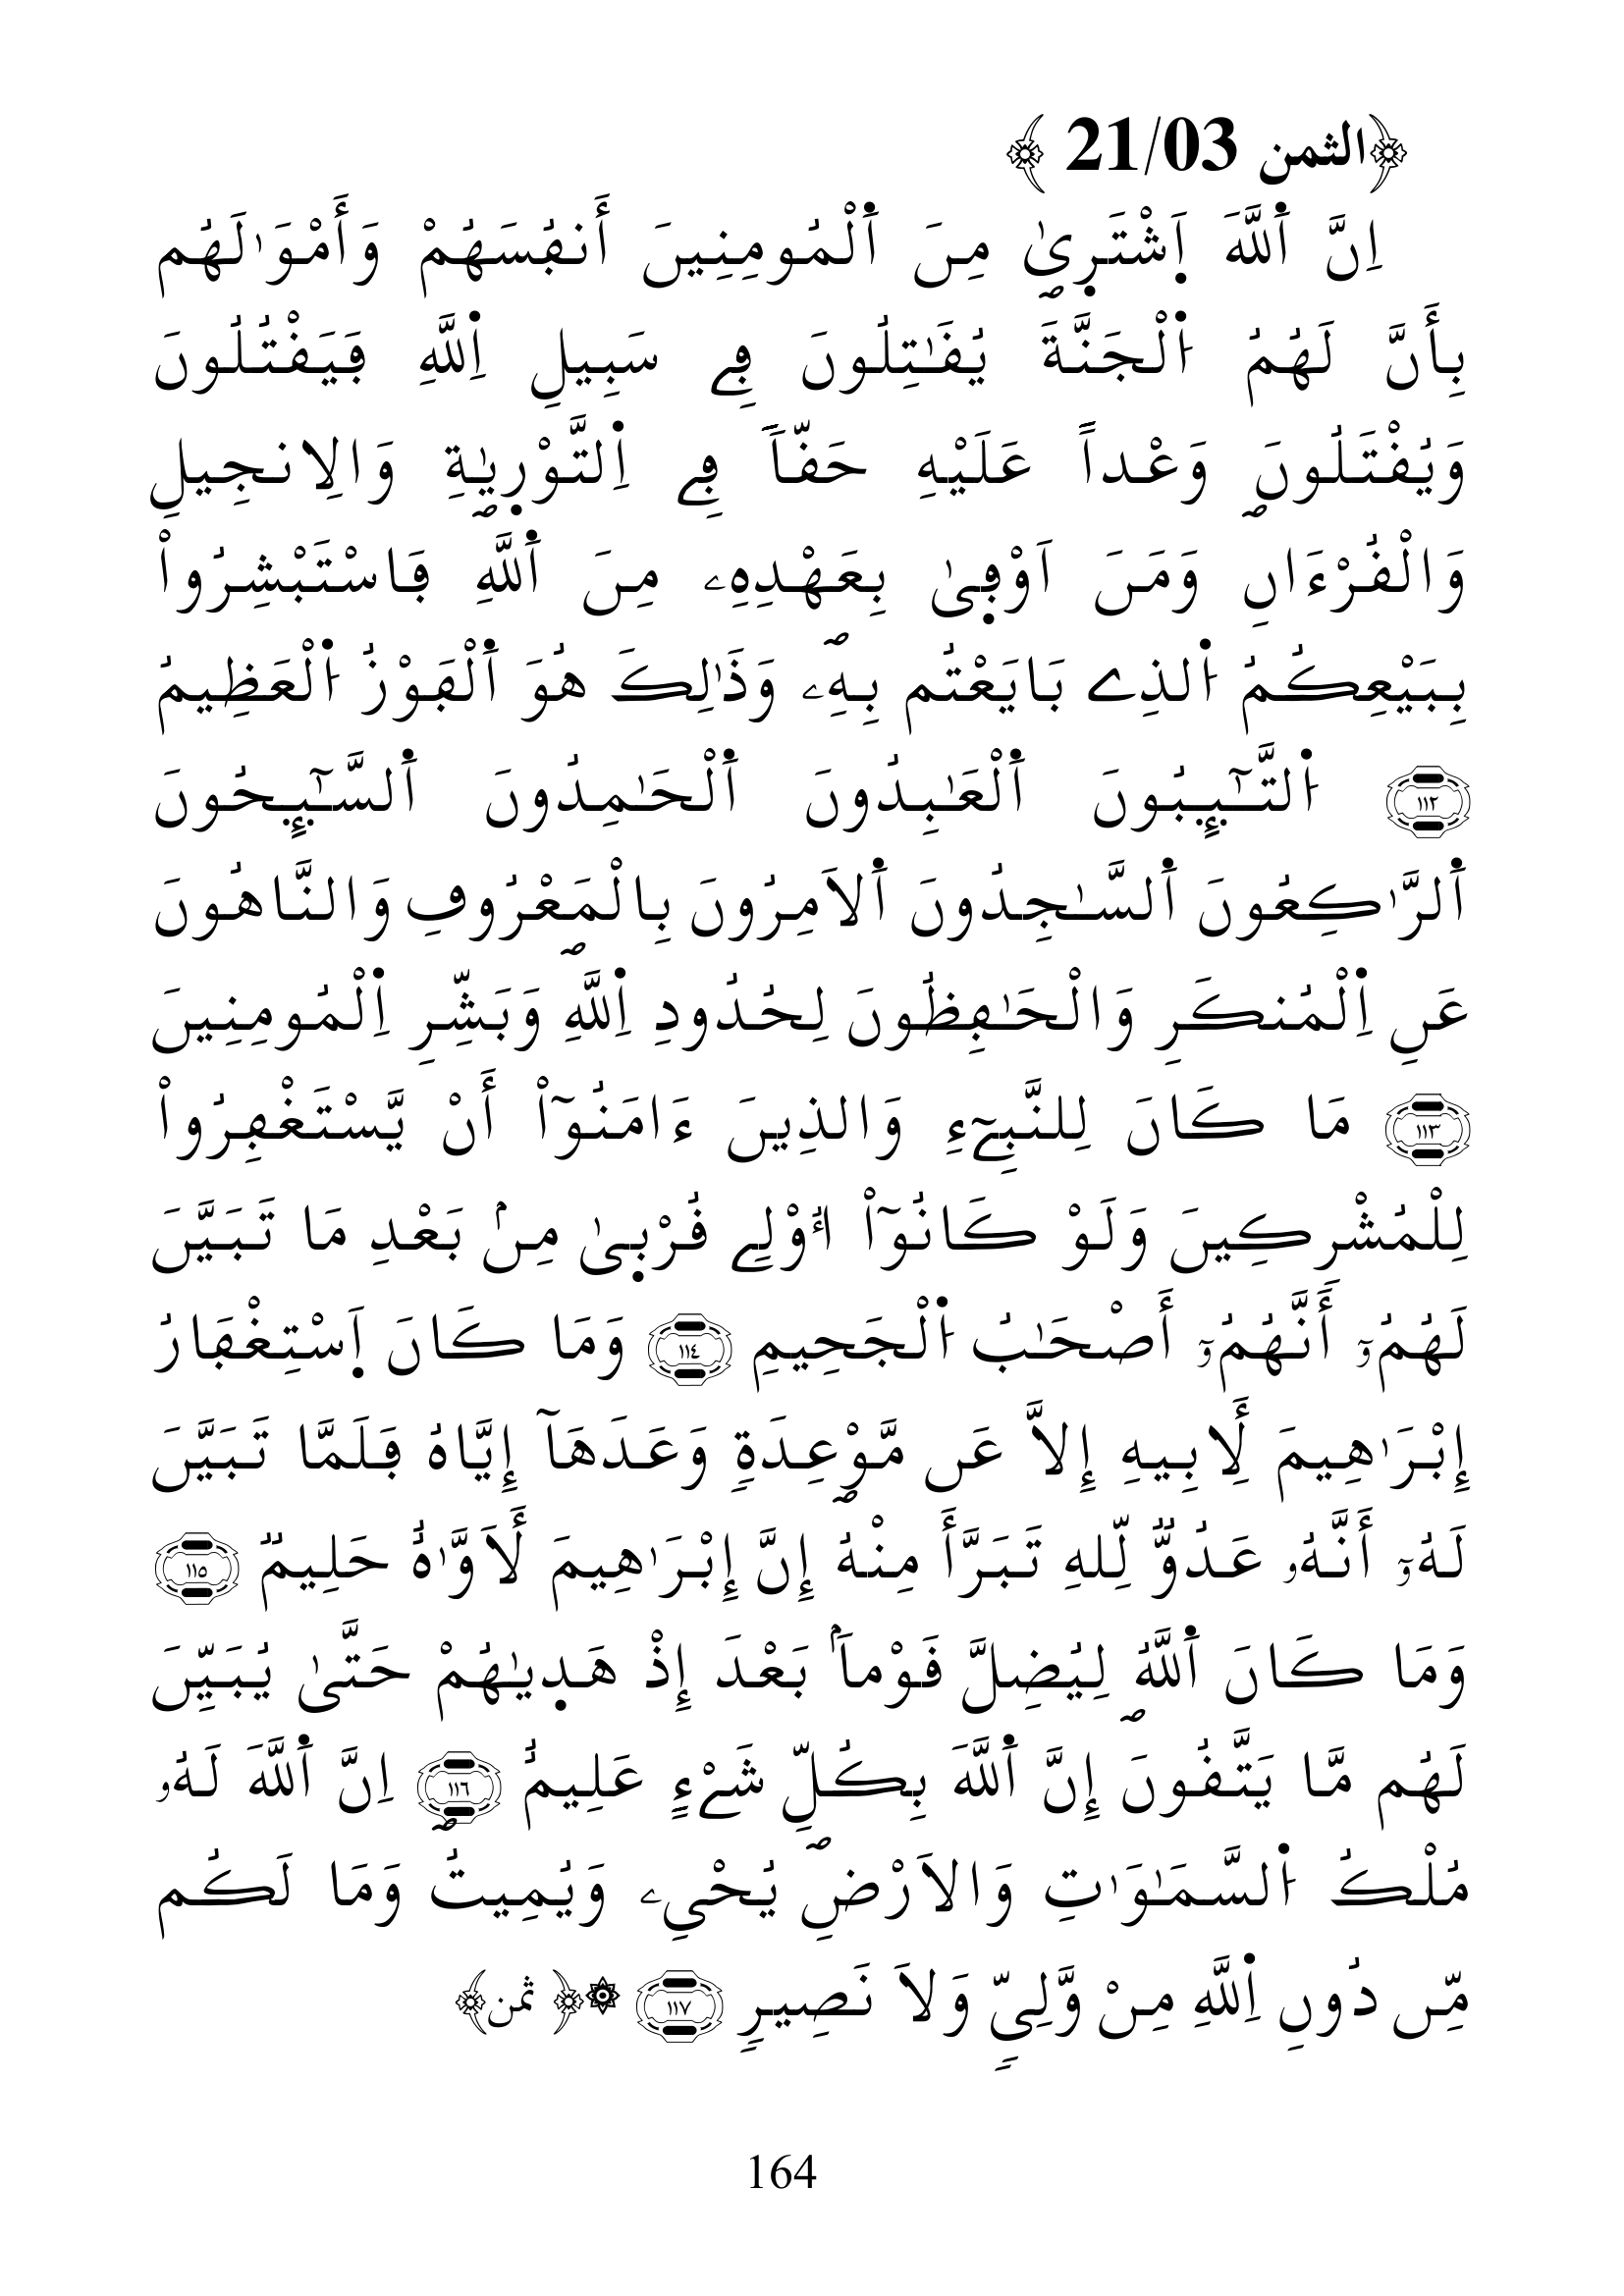 ﴿الثمن 21/03 ﴾
اِنَّ اَ۬للَّهَ اَ۪شْتَر۪يٰ مِنَ اَ۬لْمُومِنِينَ أَنفُسَهُمْ وَأَمْوَٰلَهُم
بِأَنَّ لَهُمُ اُ۬لْجَنَّةَ يُقَٰتِلُونَ فِے سَبِيلِ اِ۬للَّهِ فَيَقْتُلُونَ
وَيُقْتَلُونَۖ وَعْداً عَلَيْهِ حَقّاٗ فِے اِ۬لتَّوْر۪يٰةِ وَالِانجِيلِ
وَالْقُرْءَانِۖ وَمَنَ اَوْف۪يٰ بِعَهْدِهِۦ مِنَ اَ۬للَّهِ فَاسْتَبْشِرُواْ
بِبَيْعِكُمُ اُ۬لذِے بَايَعْتُم بِهِۦۖ وَذَٰلِكَ هُوَ اَ۬لْفَوْزُ اُ۬لْعَظِيمُ
١١٢ اُ۬لتَّٰٓئِبُونَ اَ۬لْعَٰبِدُونَ اَ۬لْحَٰمِدُونَ اَ۬لسَّٰٓئِحُونَ
اَ۬لرَّٰكِعُونَ اَ۬لسَّٰجِدُونَ اَ۬لَامِرُونَ بِالْمَعْرُوفِ وَالنَّاهُونَ
عَنِ اِ۬لْمُنكَرِ وَالْحَٰفِظُونَ لِحُدُودِ اِ۬للَّهِۖ وَبَشِّرِ اِ۬لْمُومِنِينَ
١١٣ مَا كَانَ لِلنَّبِےٓءِ وَالذِينَ ءَامَنُوٓاْ أَنْ يَّسْتَغْفِرُواْ
لِلْمُشْرِكِينَ وَلَوْ كَانُوٓاْ أُوْلِے قُرْب۪يٰ مِنۢ بَعْدِ مَا تَبَيَّنَ
لَهُمُۥٓ أَنَّهُمُۥٓ أَصْحَٰبُ اُ۬لْجَحِيمِ ١١٤ وَمَا كَانَ اَ۪سْتِغْفَارُ
إِبْرَٰهِيمَ لِأَبِيهِ إِلَّا عَن مَّوْعِدَةٖ وَعَدَهَآ إِيَّاهُۖ فَلَمَّا تَبَيَّنَ
لَهُۥٓ أَنَّهُۥ عَدُوّٞ لِّلهِ تَبَرَّأَ مِنْهُ إِنَّ إِبْرَٰهِيمَ لَأَوَّٰهٌ حَلِيمٞ ١١٥
وَمَا كَانَ اَ۬للَّهُ لِيُضِلَّ قَوْماَۢ بَعْدَ إِذْ هَد۪يٰهُمْ حَتَّىٰ يُبَيِّنَ
لَهُم مَّا يَتَّقُونَۖ إِنَّ اَ۬للَّهَ بِكُلِّ شَےْءٍ عَلِيمٌ ١١٦ اِنَّ اَ۬للَّهَ لَهُۥ
مُلْكُ اُ۬لسَّمَٰوَٰتِ وَالَارْضِۖ يُحْيِۦ وَيُمِيتُۖ وَمَا لَكُم
مِّن دُونِ اِ۬للَّهِ مِنْ وَّلِيّٖ وَلَا نَصِيرٖ ١١٧ ۞﴿ ثمن﴾
164